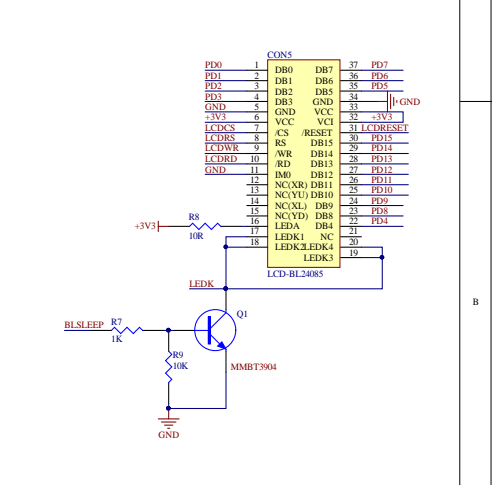 CON5
PD0 1 DB0 DB7 37 PD7
PD1 2 DB1 DB6 36 PD6
PD2 3 DB2 DB5 35 PD5
PD3 4 DB3 GND 34
GND 5 GND VCC 33 GND
+3V3 6 VCC VCI 32 +3V3
LCDCS 7 /CS /RESET 31 LCDRESET
LCDRS 8 RS DB15 30 PD15
LCDWR 9 /WR DB14 29 PD14
LCDRD 10 /RD DB13 28 PD13
GND 11 IM0 DB12 27 PD12
12 NC(XR) DB11 26 PD11
13 NC(YU) DB10 25 PD10
14 NC(XL) DB9 24 PD9
15 NC(YD) DB8 23 PD8
16 LEDA DB4 22 PD4
17 LEDK1 NC 21
18 LEDK2 LEDK4 20
LEDK3 19
LCD-BL24085
+3V3 R8
10R
LEDK
B
Q1
BLSLEEP R7
1K
R9
10K
MMBT3904
GND